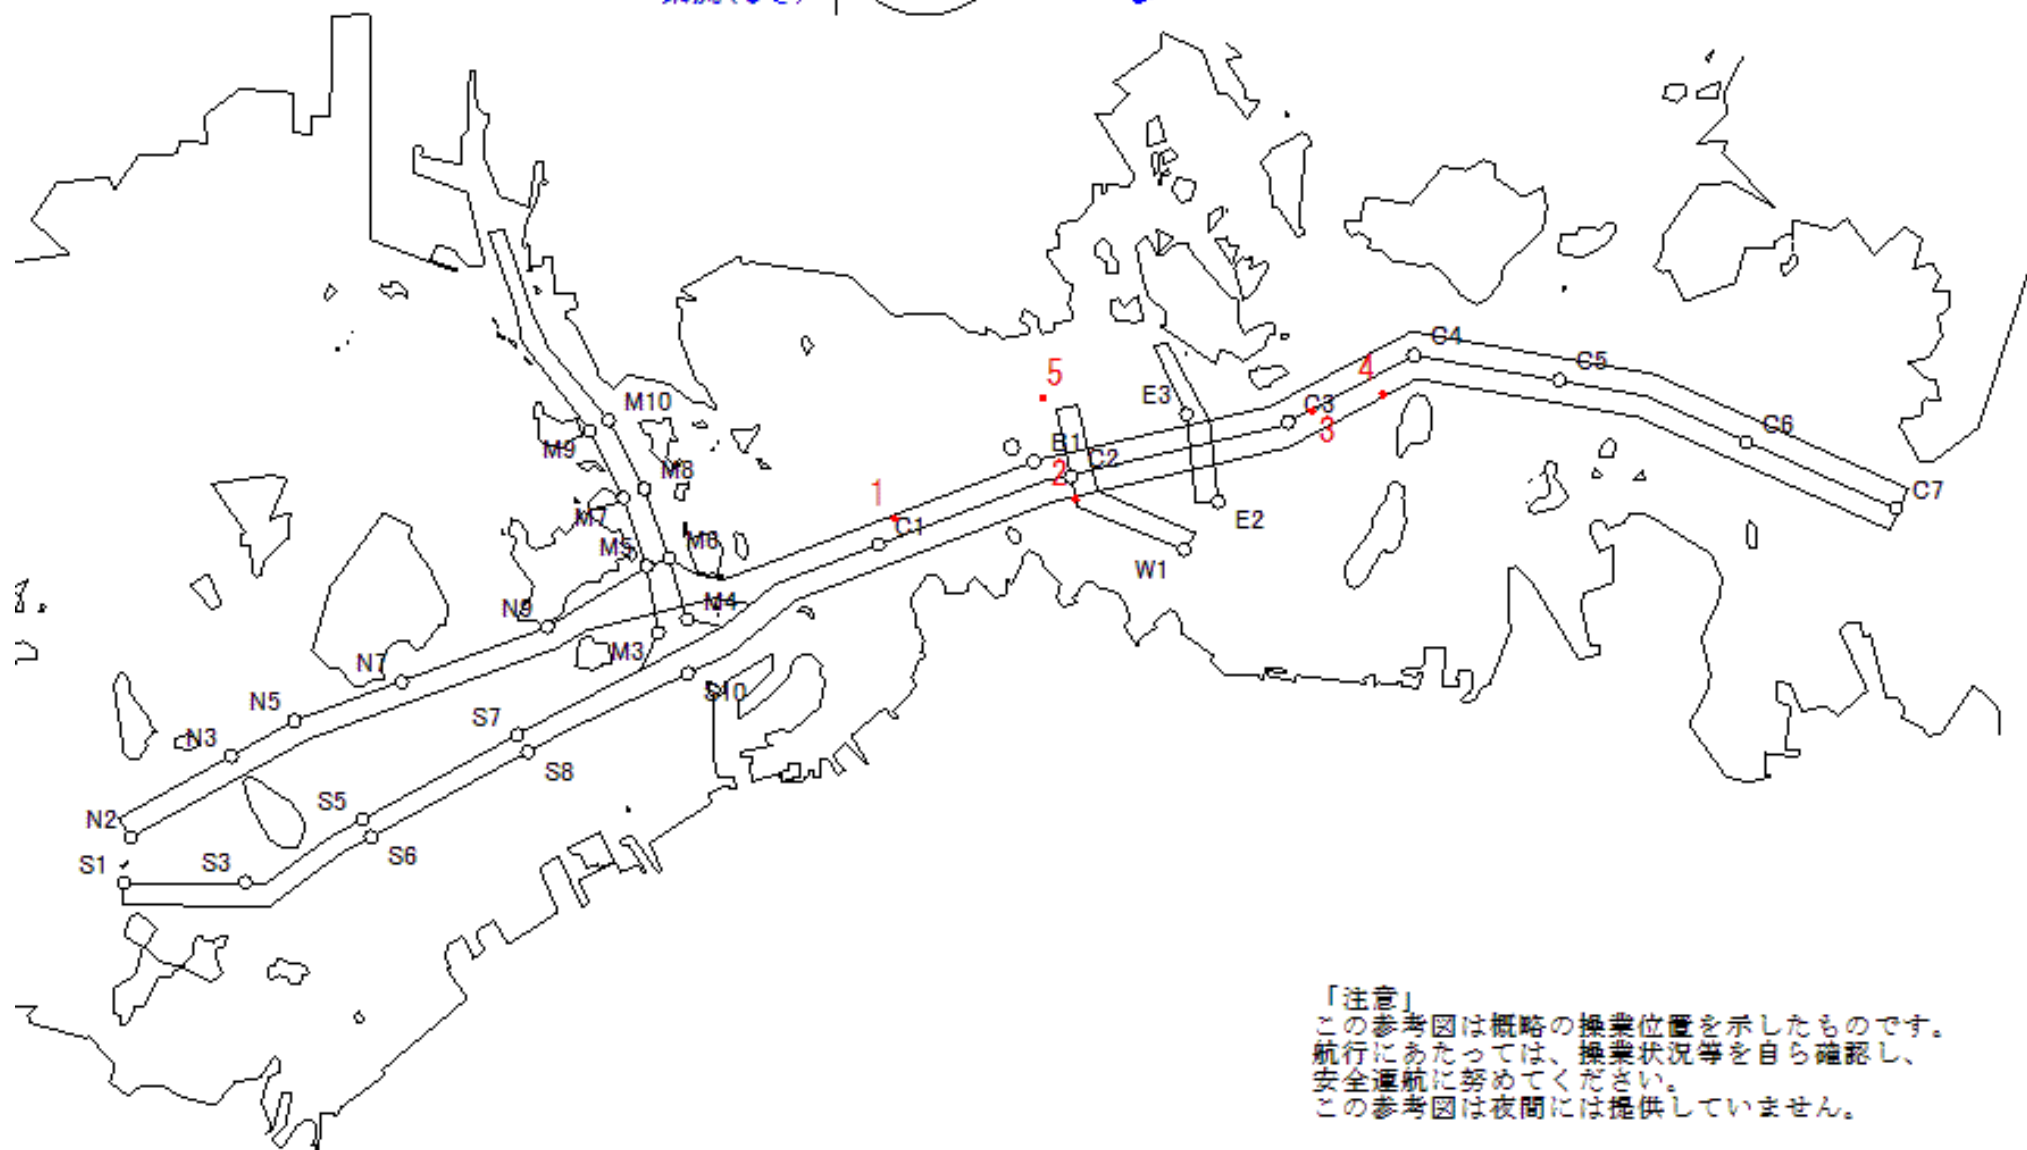 C4
4
C5
5
E3
M10
C3
3
C6
M9
B1
C2
M8
2
1
C7
M7
E2
C1
M5
M6
W1
N9
M4
M3
N7
S10
N5
S7
N3
S8
S5
N2
S6
S1
S3
「注意」
この参考図は概略の操業位置を示したものです。
航行にあたっては、操業状況等を自ら確認し、
安全運航に努めてください。
この参考図は夜間には提供していません。